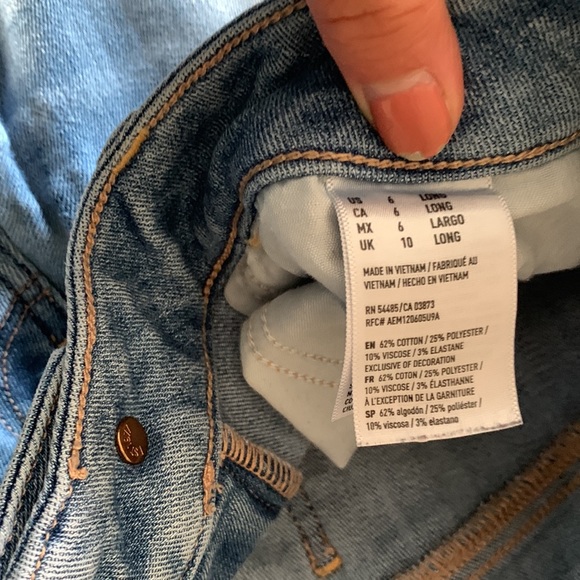 US 6 LONG
CA 6 LONG
MX 6 LARGO
UK 10 LONG
MADE IN VIETNAM / FABRIQUÉ AU
VIETNAM / HECHO EN VIETNAM
RN 54485/CA 03873
RFC# AEM120605U9A
EN 62% COTTON / 25% POLYESTER /
10% VISCOSE / 3% ELASTANE
EXCLUSIVE OF DECORATION
FR 62% COTON / 25% POLYESTER /
10% VISCOSE / 3% ÉLASTHANNE
À L'EXCEPTION DE LA GARNITURE
SP 62% algodón / 25% poliéster /
10% viscosa / 3% elastano